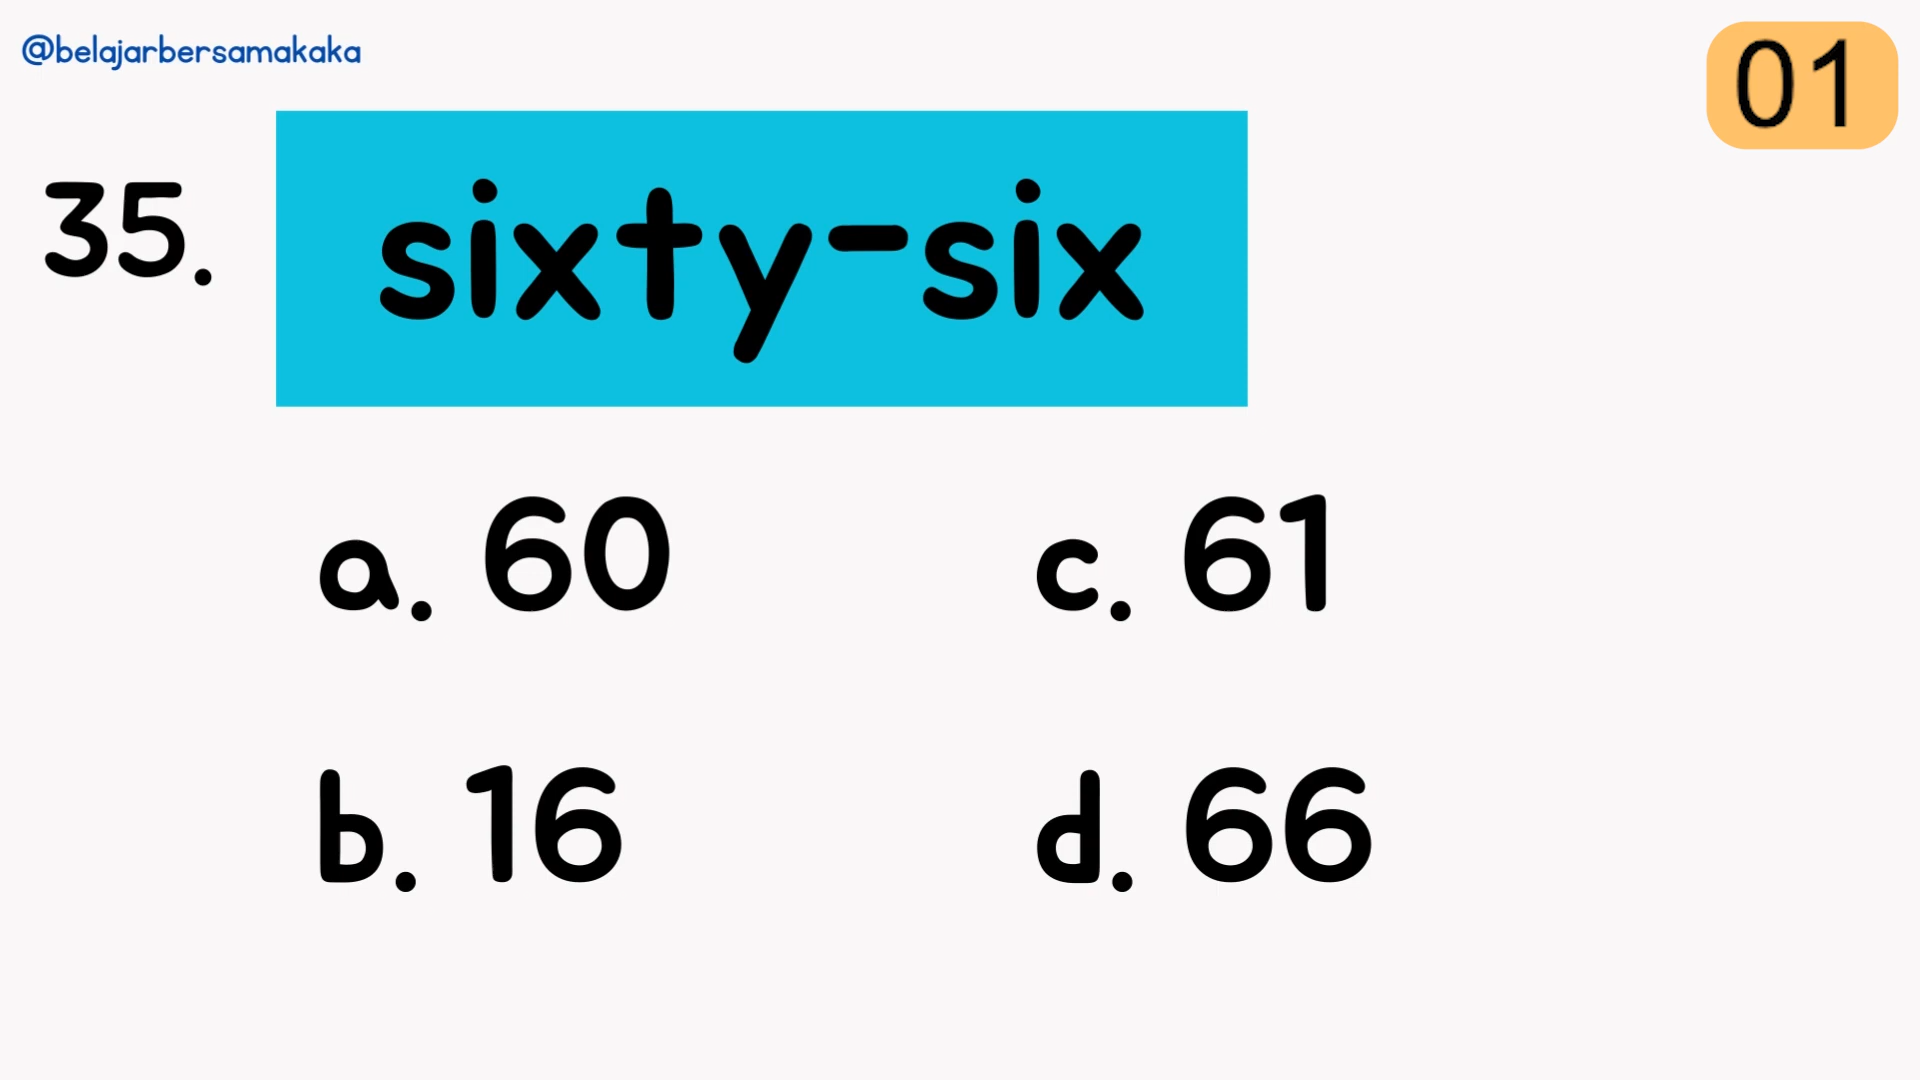 @belajarbersamakaka
01
35. sixty-six
a. 60
c. 61
b. 16
d. 66